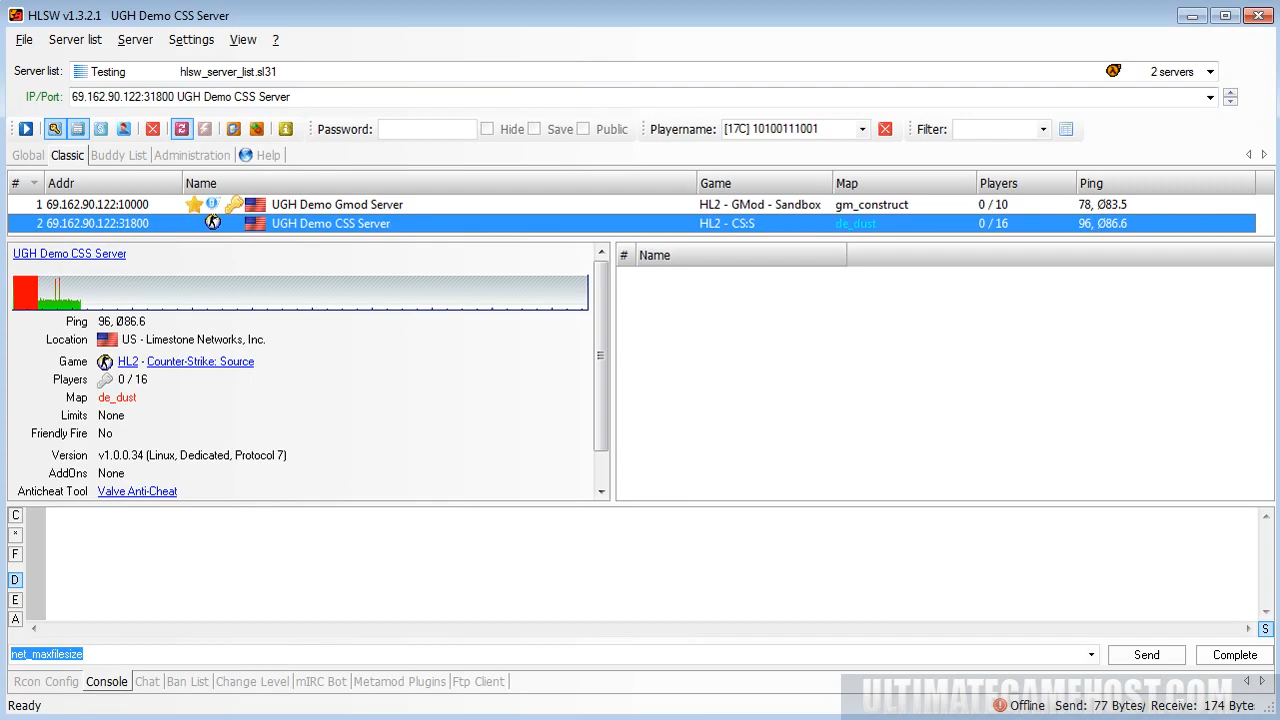 HLSW v1.3.2.1 UGH Demo CSS Server
File Server list Server Settings View ?
Server list: Testing hlsw_server_list.sl31 2 servers
IP/Port: 69.162.90.122:31800 UGH Demo CSS Server
Password: Hide Save Public Playername: [17C] 10100111001 Filter:
Global Classic Buddy List Administration Help
# Addr Name Game Map Players Ping
1 69.162.90.122:10000 UGH Demo Gmod Server HL2 - GMod - Sandbox gm_construct 0 / 10 78, Ø83.5
2 69.162.90.122:31800 UGH Demo CSS Server HL2 - CS:S de_dust 0 / 16 96, Ø86.6
UGH Demo CSS Server
# Name
Ping 96, Ø86.6
Location US - Limestone Networks, Inc.
Game HL2 - Counter-Strike: Source
Players 0 / 16
Map de_dust
Limits None
Friendly Fire No
Version v1.0.0.34 (Linux, Dedicated, Protocol 7)
AddOns None
Anticheat Tool Valve Anti-Cheat
C
*
F
D
E
A
S
net_maxfilesize Send Complete
Rcon Config Console Chat Ban List Change Level mIRC Bot Metamod Plugins Ftp Client
ULTIMATEGAMEHOST.COM
Ready Offline Send: 77 Bytes/ Receive: 174 Byte